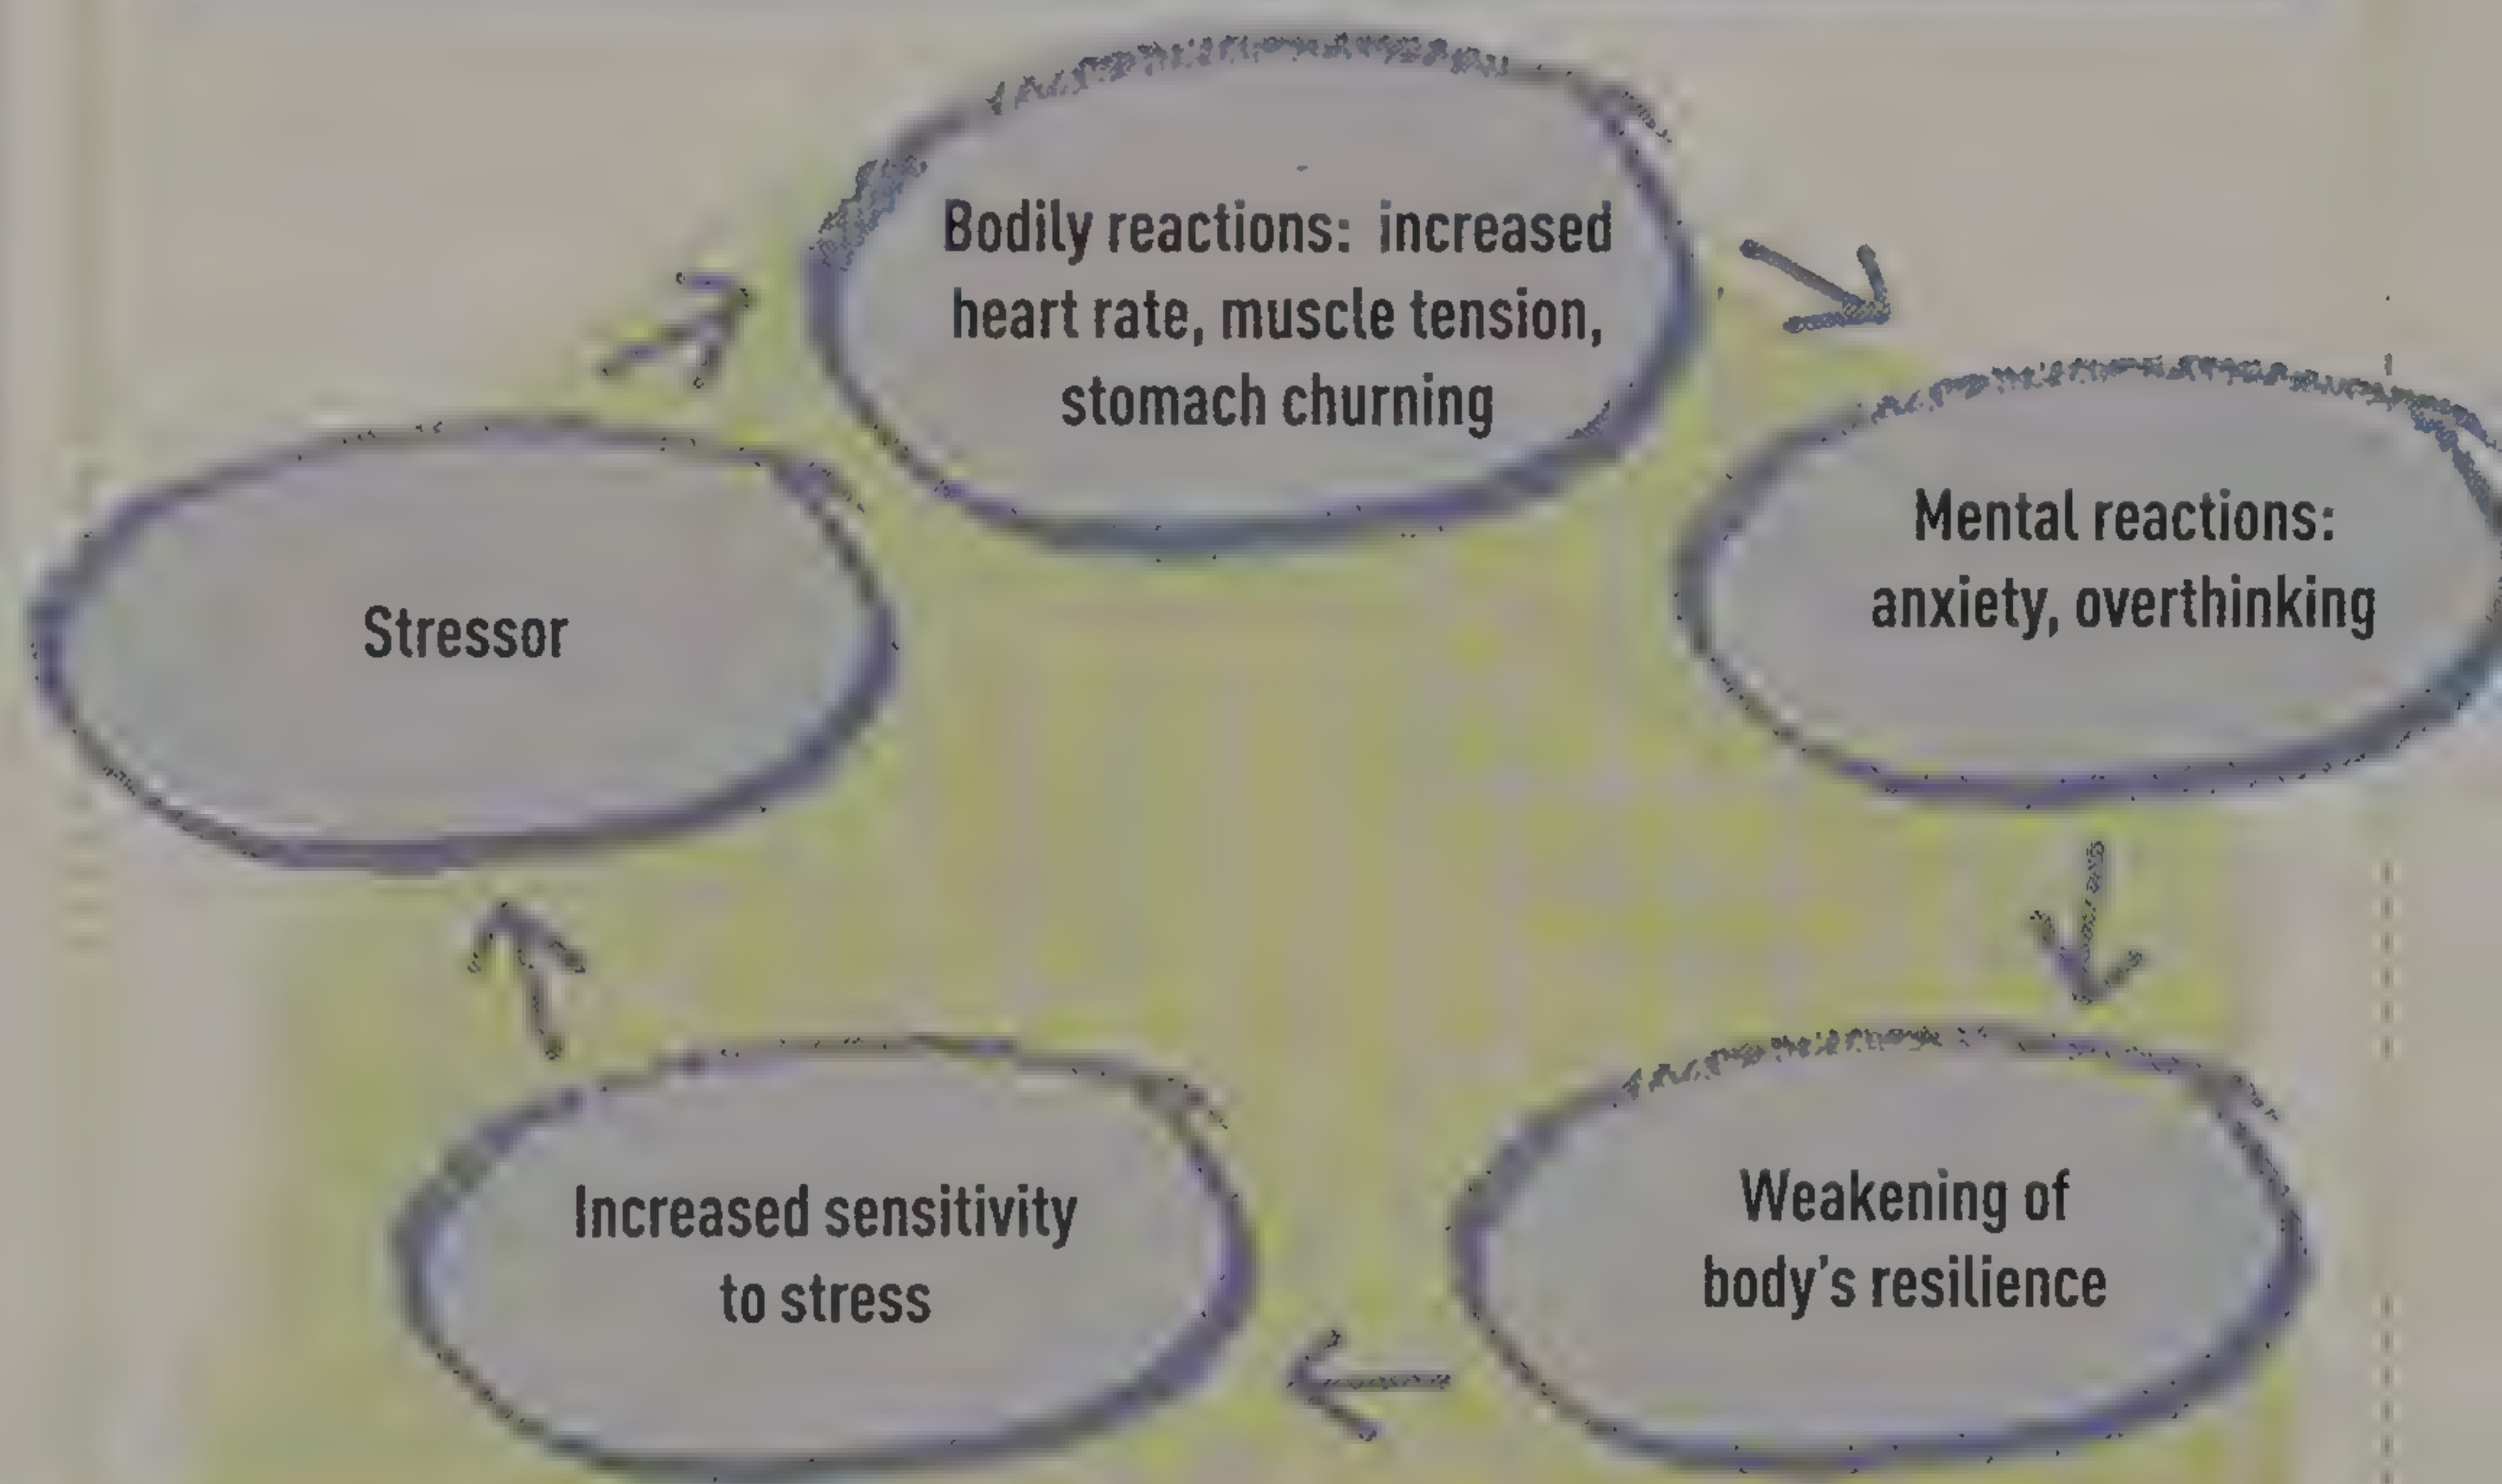 Bodily reactions: increased
heart rate, muscle tension,
stomach churning
Mental reactions:
anxiety, overthinking
Stressor
Weakening of
body's resilience
Increased sensitivity
to stress